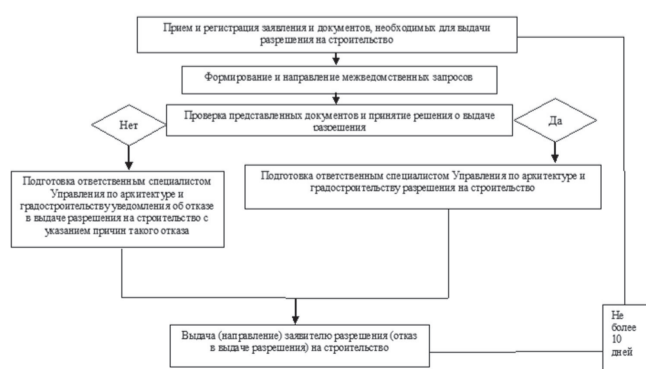 Прием и регистрация заявления и документов, необходимых для выдачи
разрешения на строительство
Формирование и направление межведомственных запросов
Проверка представленных документов и принятие решения о выдаче
разрешения
Нет
Да
Подготовка ответственным специалистом
Управления по архитектуре и
градостроительству уведомления об отказе
в выдаче разрешения на строительство с
указанием причин такого отказа
Подготовка ответственным специалистом Управления по архитектуре и
градостроительству разрешения на строительство
Выдача (направление) заявителю разрешения (отказ
в выдаче разрешения) на строительство
Не
более
10
дней